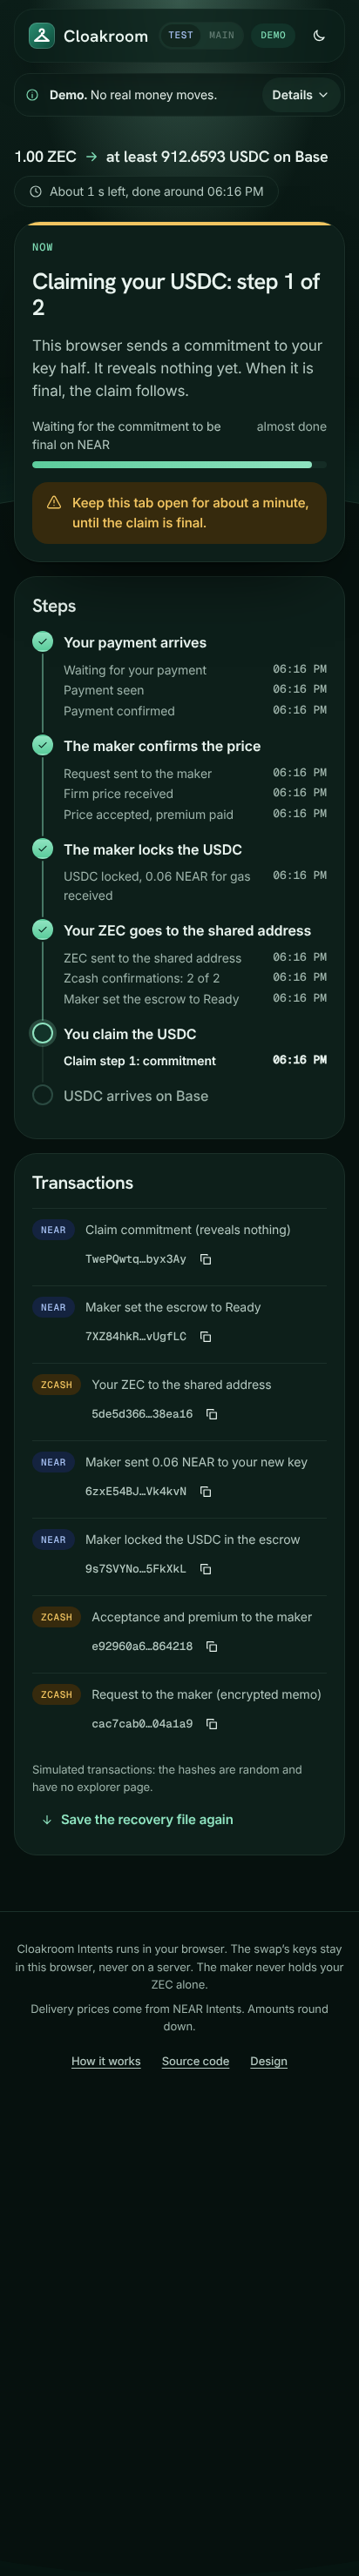 Cloakroom TEST MAIN DEMO
Demo. No real money moves. Details
1.00 ZEC → at least 912.6593 USDC on Base
About 1 s left, done around 06:16 PM
NOW
Claiming your USDC: step 1 of
2
This browser sends a commitment to your
key half. It reveals nothing yet. When it is
final, the claim follows.
Waiting for the commitment to be almost done
final on NEAR
Keep this tab open for about a minute,
until the claim is final.
Steps
Your payment arrives
Waiting for your payment 06:16 PM
Payment seen 06:16 PM
Payment confirmed 06:16 PM
The maker confirms the price
Request sent to the maker 06:16 PM
Firm price received 06:16 PM
Price accepted, premium paid 06:16 PM
The maker locks the USDC
USDC locked, 0.06 NEAR for gas 06:16 PM
received
Your ZEC goes to the shared address
ZEC sent to the shared address 06:16 PM
Zcash confirmations: 2 of 2 06:16 PM
Maker set the escrow to Ready 06:16 PM
You claim the USDC
Claim step 1: commitment 06:16 PM
USDC arrives on Base
Transactions
NEAR Claim commitment (reveals nothing)
TwePQwtq…byx3Ay
NEAR Maker set the escrow to Ready
7XZ84hkR…vUgfLC
ZCASH Your ZEC to the shared address
5de5d366…38ea16
NEAR Maker sent 0.06 NEAR to your new key
6zxE54BJ…Vk4kvN
NEAR Maker locked the USDC in the escrow
9s7SVYNo…5FkXkL
ZCASH Acceptance and premium to the maker
e92960a6…864218
ZCASH Request to the maker (encrypted memo)
cac7cab0…04a1a9
Simulated transactions: the hashes are random and
have no explorer page.
↓ Save the recovery file again
Cloakroom Intents runs in your browser. The swap's keys stay
in this browser, never on a server. The maker never holds your
ZEC alone.
Delivery prices come from NEAR Intents. Amounts round
down.
How it works Source code Design